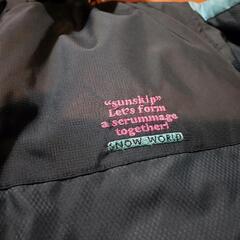 “sunskip”
Let's form
a scrummage
together!
SNOW WORLD